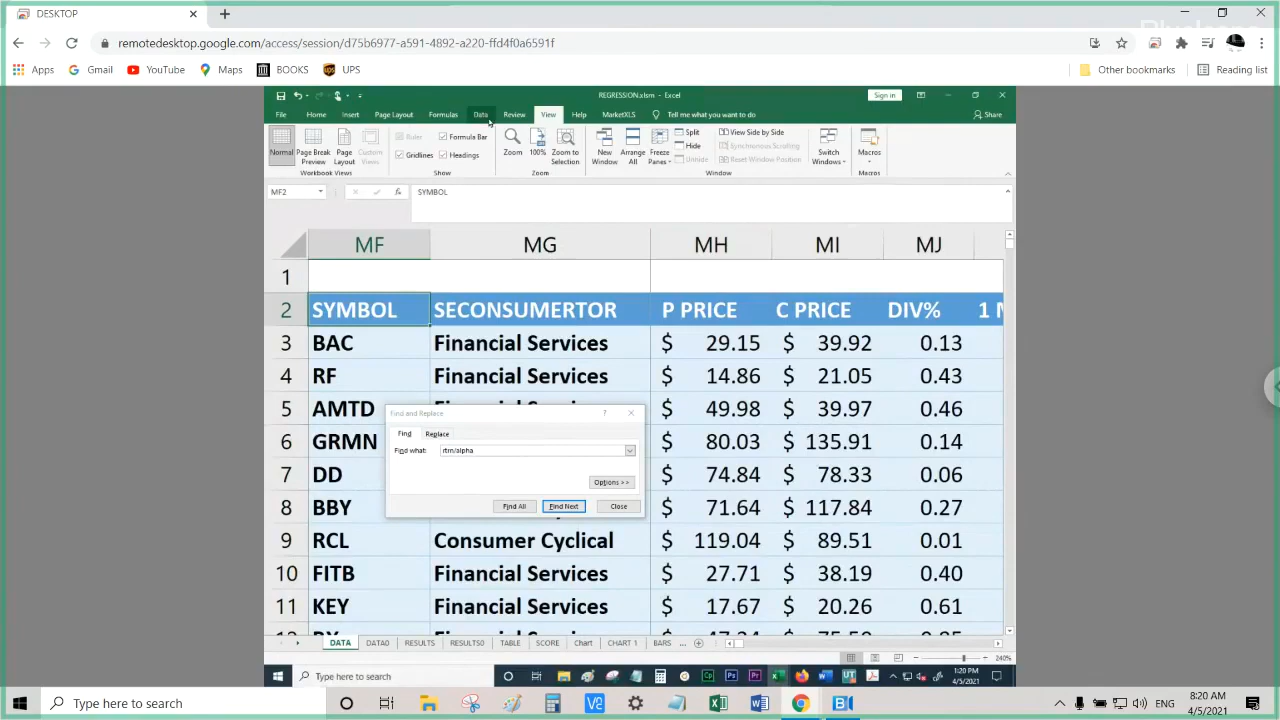 DESKTOP
remotedesktop.google.com/access/session/d75b6977-a591-4892-a220-ffd4f0a6591f
Apps Gmail YouTube Maps BOOKS UPS Other bookmarks Reading list
REGRESSION.xlsm - Excel Sign in
File Home Insert Page Layout Formulas Data Review View Help MarketXLS Tell me what you want to do Share
Normal Page Break Preview Page Layout Custom Views Workbook Views
Ruler Formula Bar Gridlines Headings Show
Zoom 100% Zoom to Selection Zoom
New Window Arrange All Freeze Panes Split Hide Unhide View Side by Side Synchronous Scrolling Reset Window Position Switch Windows Window
Macros Macros
MF2 fx SYMBOL
MF MG MH MI MJ
1
2 SYMBOL SECONSUMERTOR P PRICE C PRICE DIV% 1
3 BAC Financial Services $ 29.15 $ 39.92 0.13
4 RF Financial Services $ 14.86 $ 21.05 0.43
5 AMTD $ 49.98 $ 39.97 0.46
6 GRMN $ 80.03 $ 135.91 0.14
7 DD $ 74.84 $ 78.33 0.06
8 BBY $ 71.64 $ 117.84 0.27
9 RCL Consumer Cyclical $ 119.04 $ 89.51 0.01
10 FITB Financial Services $ 27.71 $ 38.19 0.40
11 KEY Financial Services $ 17.67 $ 20.26 0.61
Find and Replace ?
Find Replace
Find what: rtrn/alpha
Options >>
Find All Find Next Close
DATA DATA0 RESULTS RESULTS0 TABLE SCORE Chart CHART 1 BARS ...
240%
Type here to search 1:20 PM
4/5/2021
Type here to search ENG 8:20 AM
4/5/2021